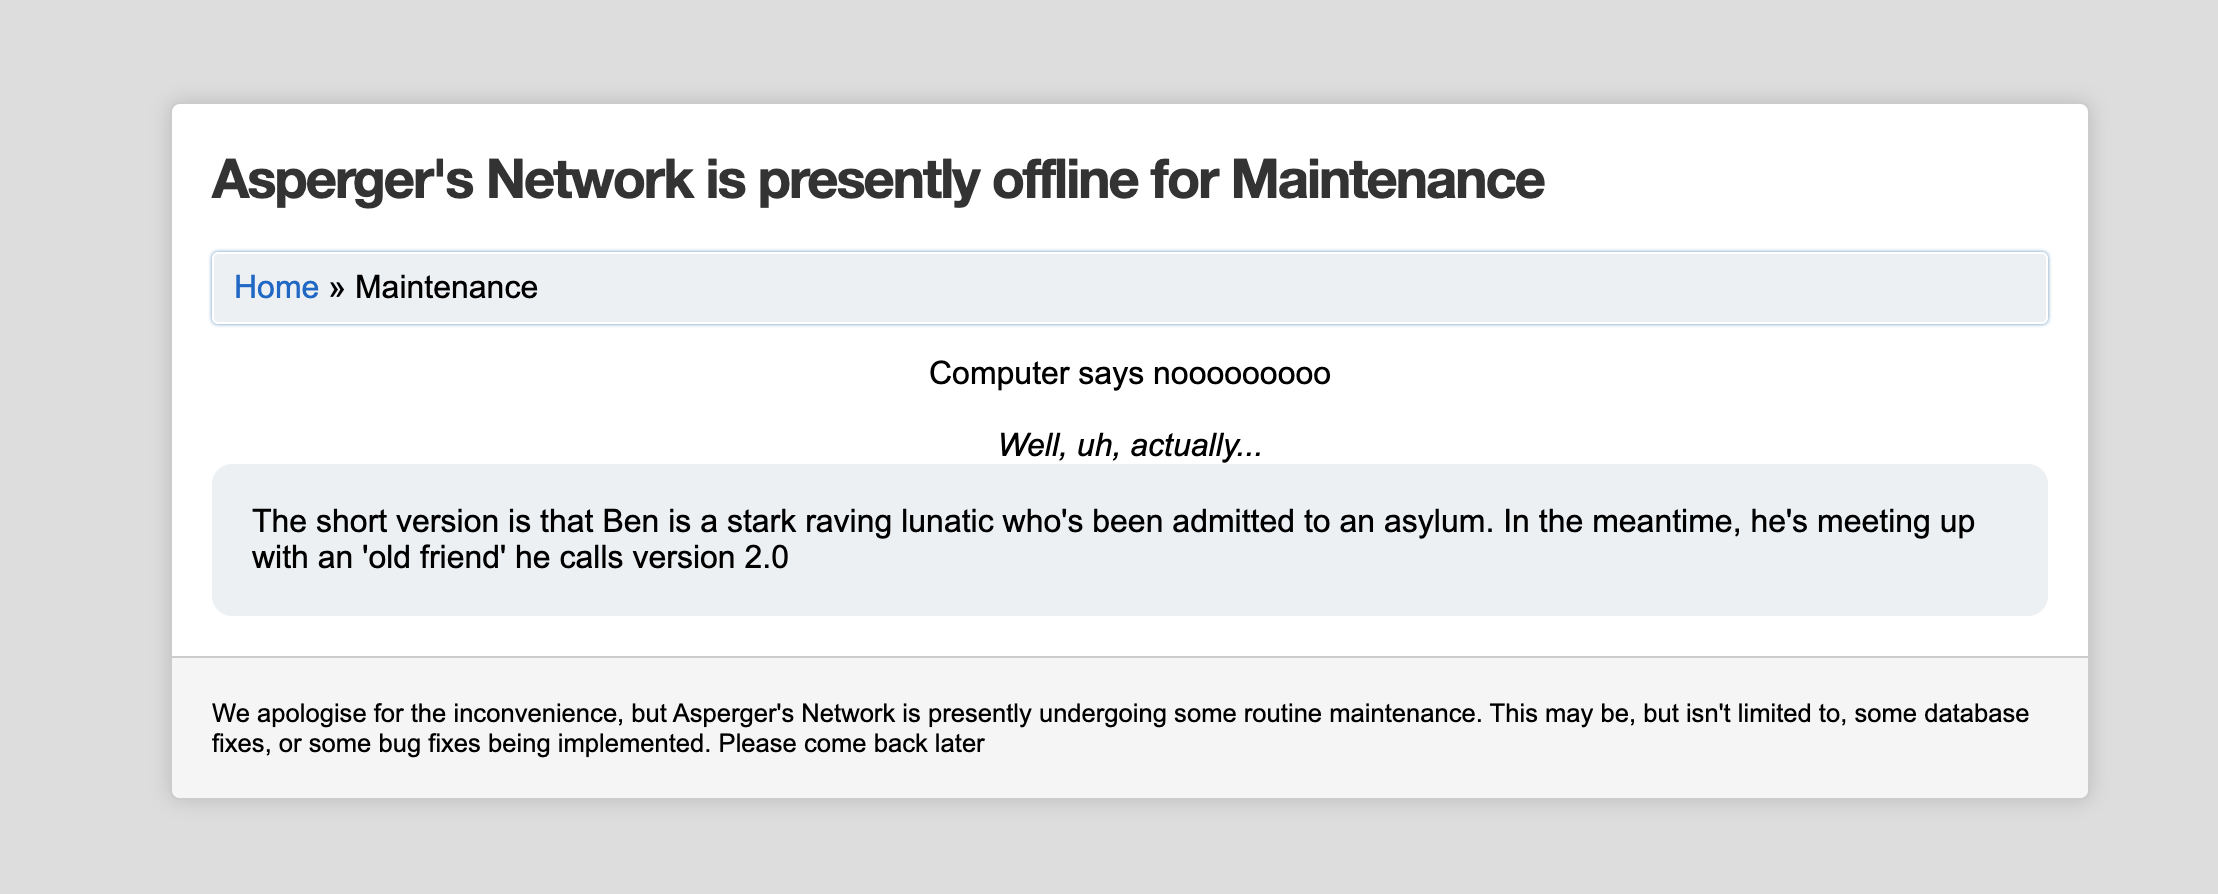 Asperger's Network is presently offline for Maintenance
Home » Maintenance
Computer says nooooooooo
Well, uh, actually...
The short version is that Ben is a stark raving lunatic who's been admitted to an asylum. In the meantime, he's meeting up
with an 'old friend' he calls version 2.0
We apologise for the inconvenience, but Asperger's Network is presently undergoing some routine maintenance. This may be, but isn't limited to, some database
fixes, or some bug fixes being implemented. Please come back later